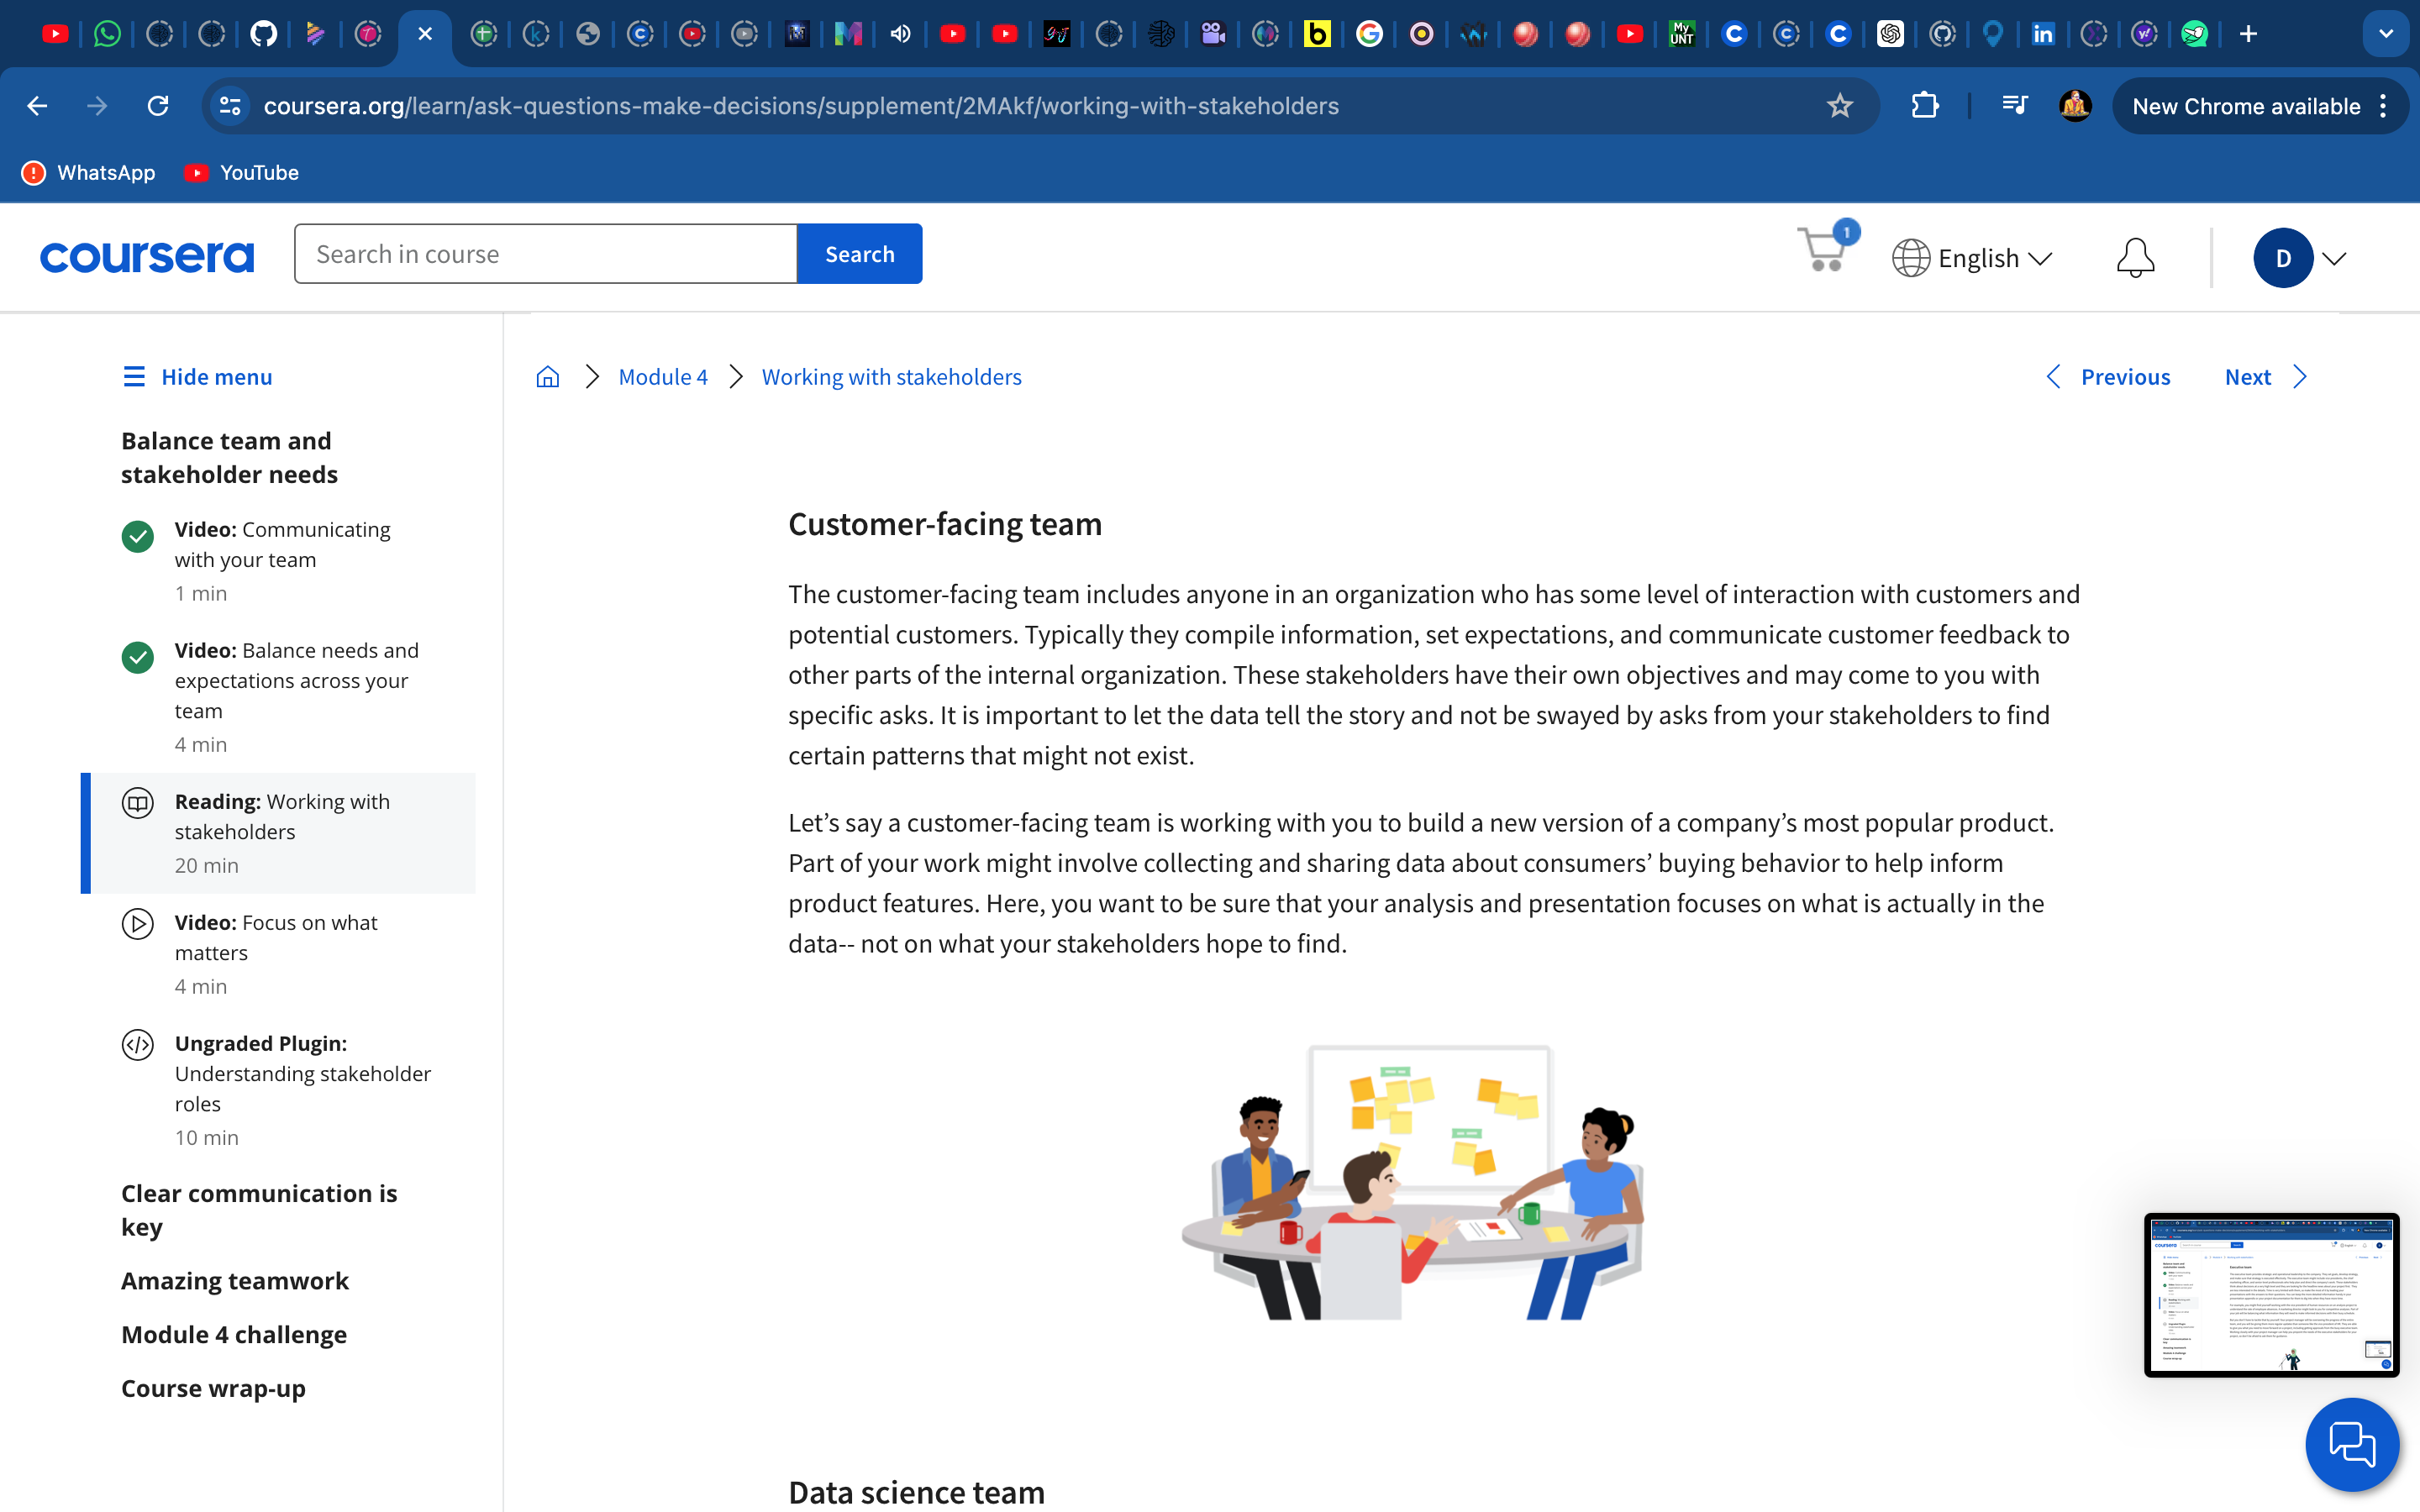 coursera.org/learn/ask-questions-make-decisions/supplement/2MAkf/working-with-stakeholders
New Chrome available
WhatsApp
YouTube
coursera
Search in course
Search
1
English
D
Hide menu
Module 4
Working with stakeholders
Previous
Next
Balance team and
stakeholder needs
Video: Communicating
with your team
1 min
Video: Balance needs and
expectations across your
team
4 min
Reading: Working with
stakeholders
20 min
Video: Focus on what
matters
4 min
Ungraded Plugin:
Understanding stakeholder
roles
10 min
Clear communication is
key
Amazing teamwork
Module 4 challenge
Course wrap-up
Customer-facing team
The customer-facing team includes anyone in an organization who has some level of interaction with customers and
potential customers. Typically they compile information, set expectations, and communicate customer feedback to
other parts of the internal organization. These stakeholders have their own objectives and may come to you with
specific asks. It is important to let the data tell the story and not be swayed by asks from your stakeholders to find
certain patterns that might not exist.
Let’s say a customer-facing team is working with you to build a new version of a company’s most popular product.
Part of your work might involve collecting and sharing data about consumers’ buying behavior to help inform
product features. Here, you want to be sure that your analysis and presentation focuses on what is actually in the
data-- not on what your stakeholders hope to find.
Data science team